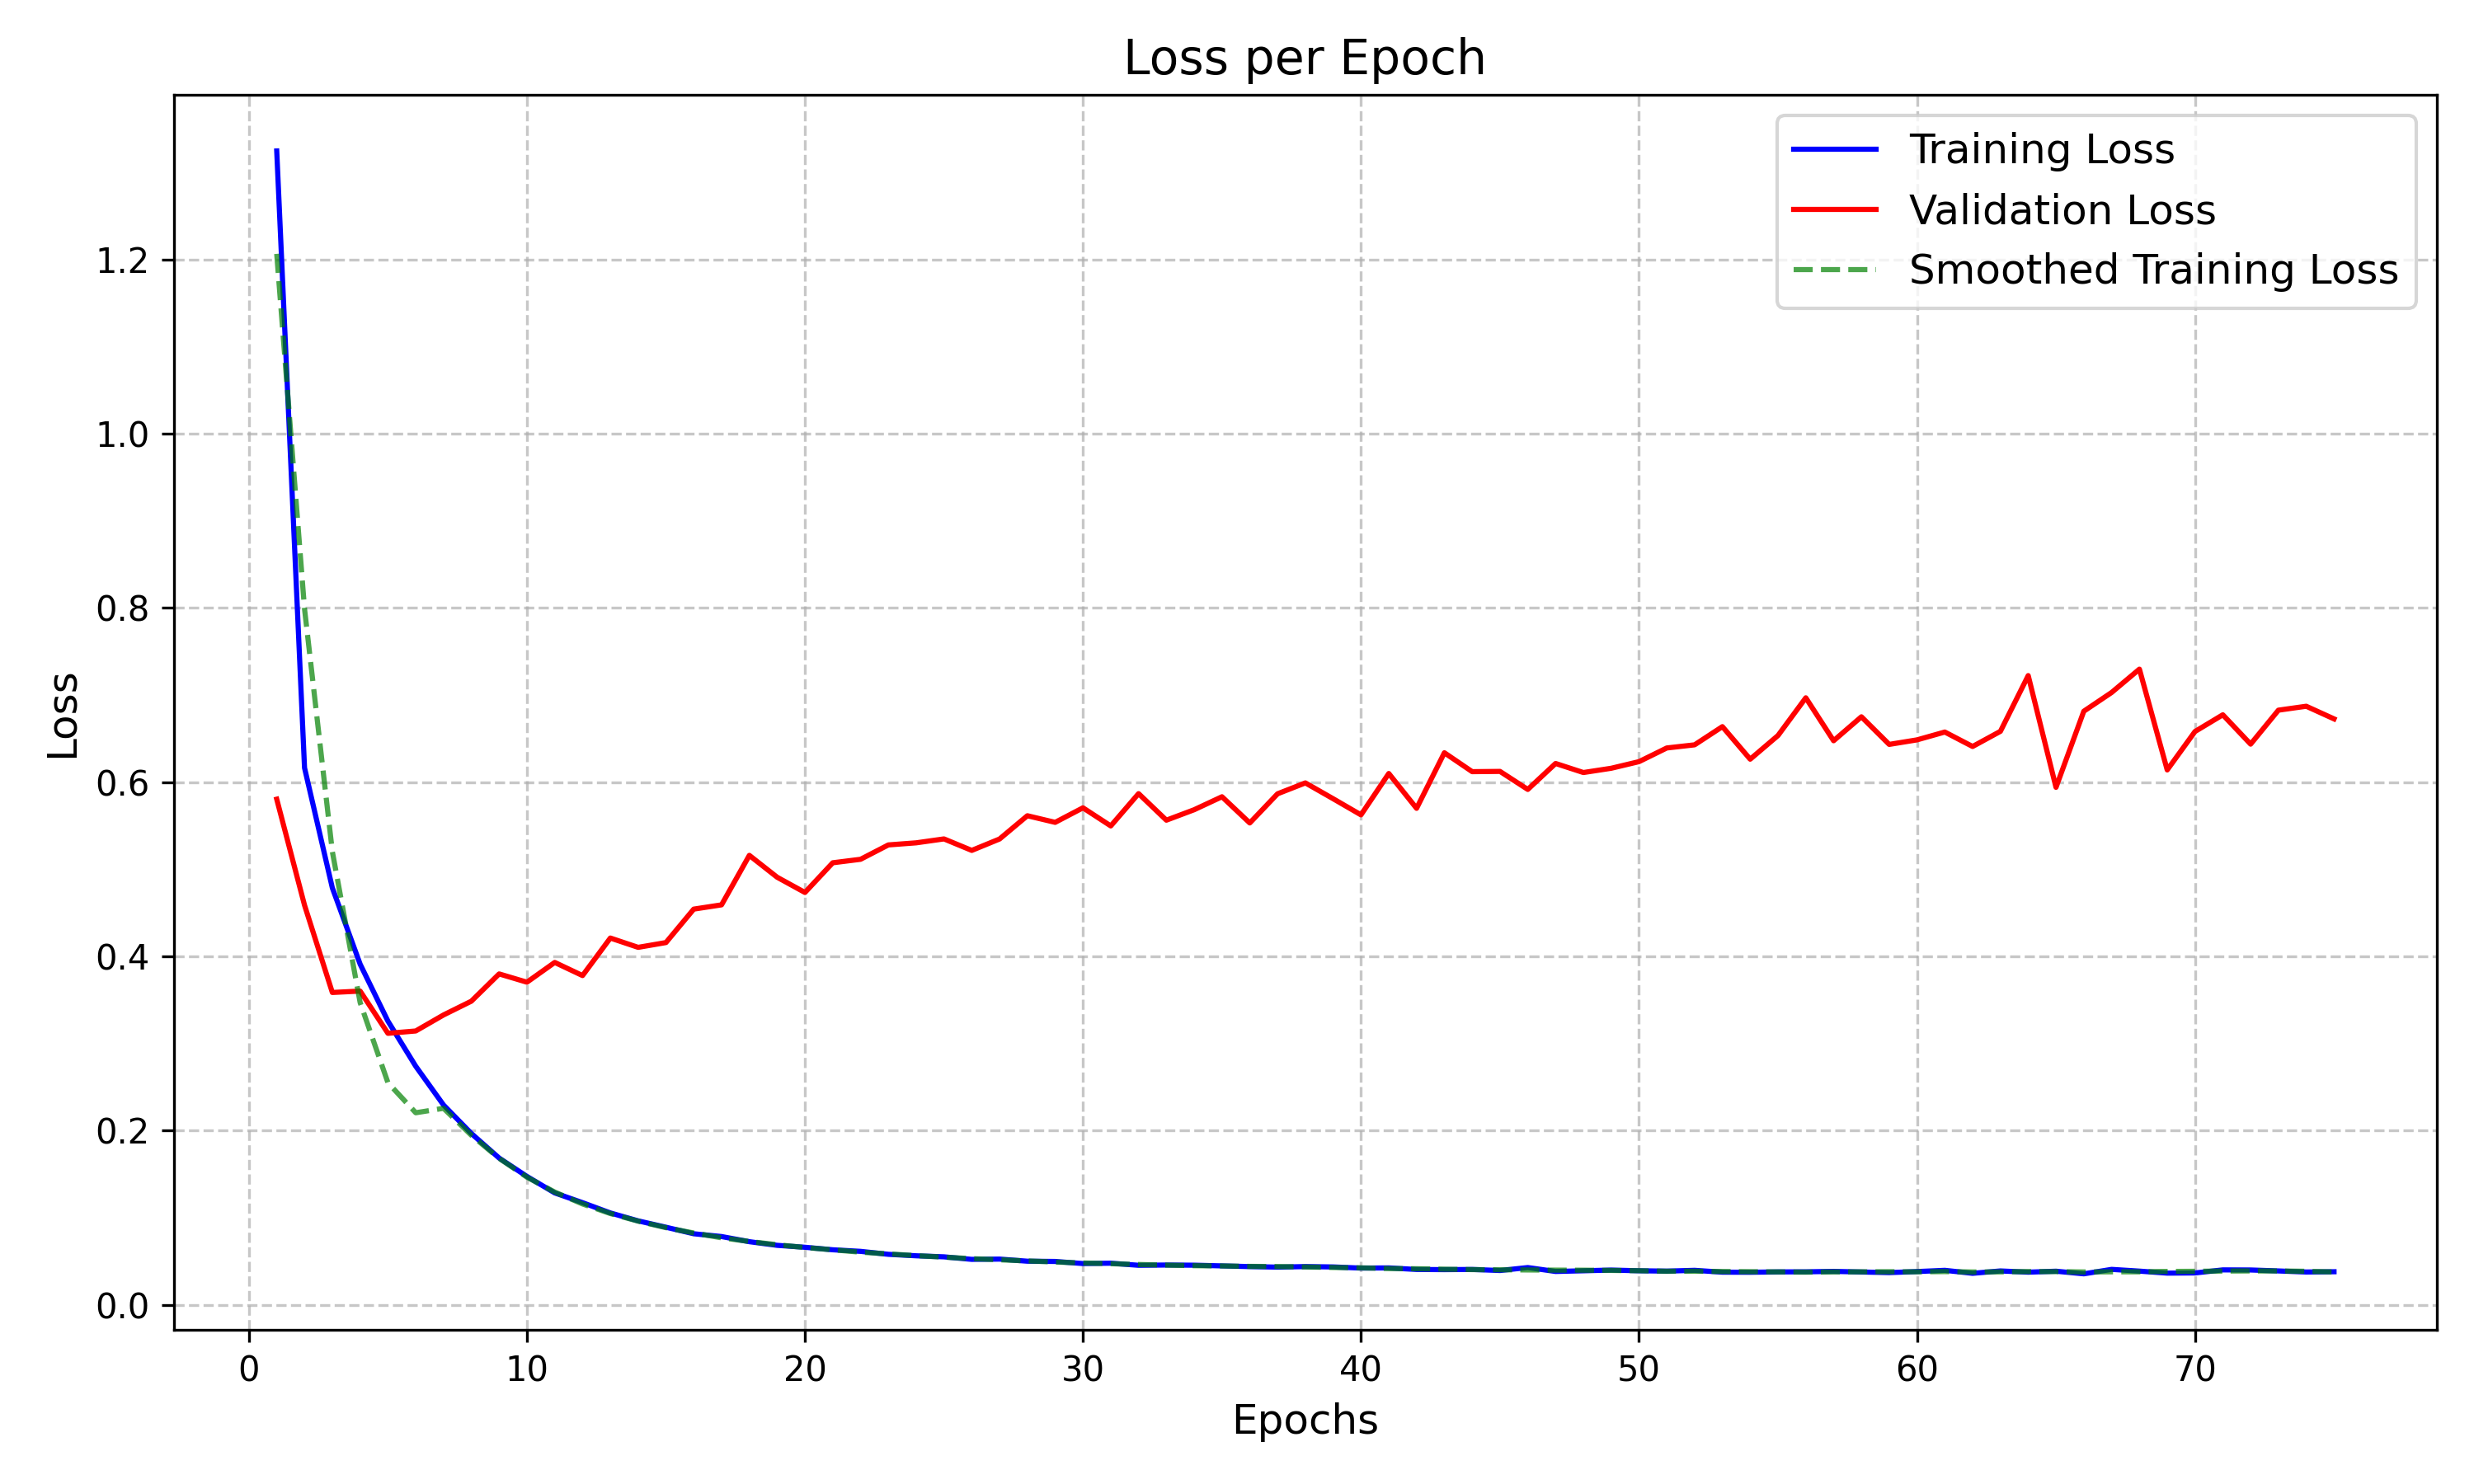 Loss per Epoch
Training Loss
Validation Loss
Smoothed Training Loss
1.2
1.0
0.8
0.6
0.4
0.2
0.0
Loss
0 10 20 30 40 50 60 70
Epochs